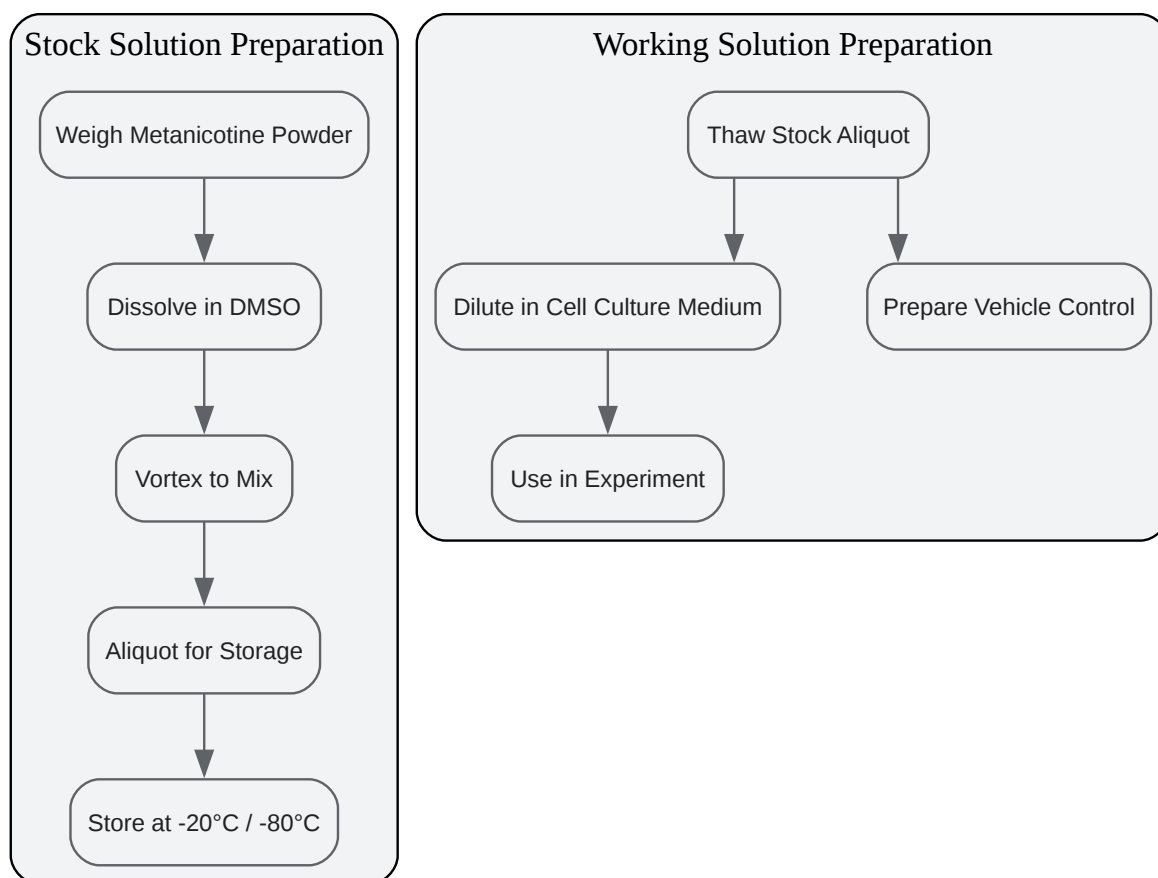 Stock Solution Preparation
Weigh Metanicotine Powder
Dissolve in DMSO
Vortex to Mix
Aliquot for Storage
Store at -20°C / -80°C
Working Solution Preparation
Thaw Stock Aliquot
Dilute in Cell Culture Medium
Prepare Vehicle Control
Use in Experiment